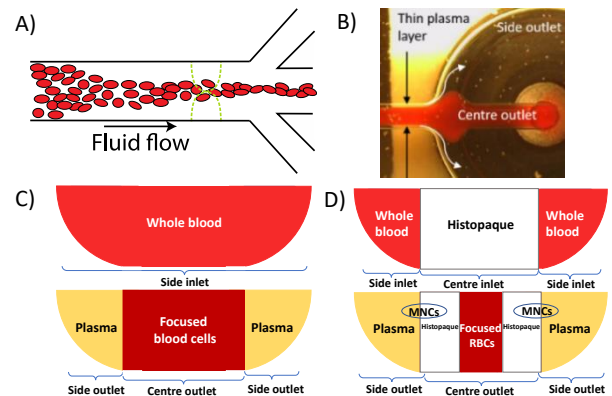 A)
Fluid flow
B)
Thin plasma
layer
Side outlet
Centre outlet
C)
Whole blood
Side inlet
Plasma
Focused
blood cells
Plasma
Side outlet
Centre outlet
Side outlet
D)
Whole
blood
Histopaque
Whole
blood
Side inlet
Centre inlet
Side inlet
MNCs
MNCs
Plasma
Histopaque
Focused
RBCs
Histopaque
Plasma
Side outlet
Centre outlet
Side outlet